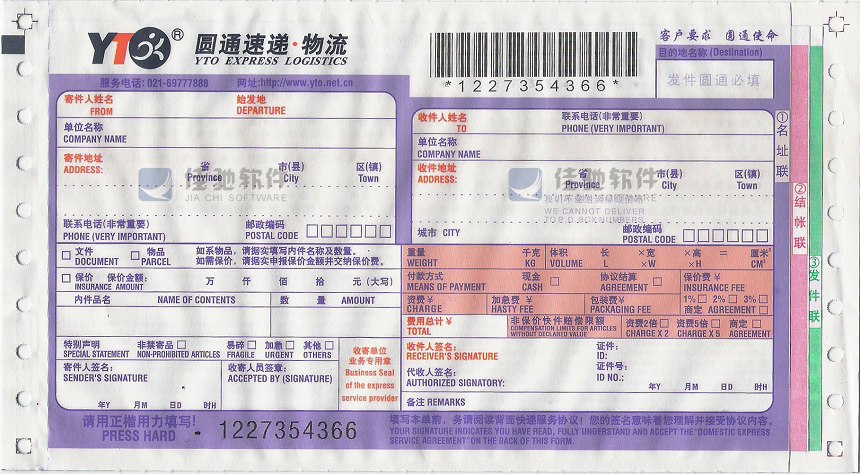 YTO ® 圆通速递·物流
YTO EXPRESS LOGISTICS
*1227354366*
客户要求 圆通使命
目的地名称 (Destination)
发件圆通必填
服务电话: 021-69777888 网址:http://www.yto.net.cn
寄件人姓名 始发地
FROM DEPARTURE
单位名称
COMPANY NAME
寄件地址 省 市(县) 区(镇)
ADDRESS: Province City Town
佳驰软件
JIA CHI SOFTWARE
联系电话(非常重要) 邮政编码
PHONE (VERY IMPORTANT) POSTAL CODE
收件人姓名 联系电话(非常重要)
TO PHONE (VERY IMPORTANT)
单位名称
COMPANY NAME
收件地址 省 市(县) 区(镇)
ADDRESS: Province City Town
佳驰软件
WE CANNOT DELIVER
TO P.O BOX NUMBERS
城市 CITY 邮政编码
POSTAL CODE
①名址联
②结帐联
③发件联
文件 物品 如系物品，请据实填写内件名称及数量。
DOCUMENT PARCEL 如需保价，请据实申报保价金额并交纳保价费。
保价 保价金额: 万 仟 佰 拾 元 (大写)
INSURANCE AMOUNT
内件品名 NAME OF CONTENTS 数 量 AMOUNT
特别声明 非禁寄品 易碎 加急 其他
SPECIAL STATEMENT NON-PROHIBITED ARTICLES FRAGILE URGENT OTHERS
寄件人签名: 收寄人员签章:
SENDER'S SIGNATURE ACCEPTED BY (SIGNATURE)
年Y 月M 日D 时H
收寄单位
业务专用章
Business Seal
of the express
service provider
重量 千克 体积 长 ×宽 ×高 = 厘米³
WEIGHT KG VOLUME L ×W ×H CM³
付款方式 现金 协议结算 保价费￥
MEANS OF PAYMENT CASH AGREEMENT INSURANCE FEE
资费￥ 加急费￥ 包装费￥ 1% 2% 3%
CHARGE HASTY FEE PACKAGING FEE 商定 AGREEMENT
费用总计￥ 非保价快件赔偿限额 资费2倍 资费5倍 商定
TOTAL COMPENSATION LIMITS FOR ARTICLES WITHOUT DECLARED VALUE CHARGE X 2 CHARGE X 5 AGREEMENT
收件人签名: 证件:
RECEIVER'S SIGNATURE ID:
代收人签名: 证件号:
AUTHORIZED SIGNATORY: ID NO.:
年Y 月M 日D 时H
备注 REMARKS
请用正楷用力填写!
PRESS HARD
1227354366
填写本单前，务请阅读背面快递服务协议！您的签名意味着您理解并接受协议内容。
YOUR SIGNATURE INDICATES YOU HAVE READ, FULLY UNDERSTAND AND ACCEPT THE "DOMESTIC EXPRESS
SERVICE AGREEMENT" ON THE BACK OF THIS FORM.